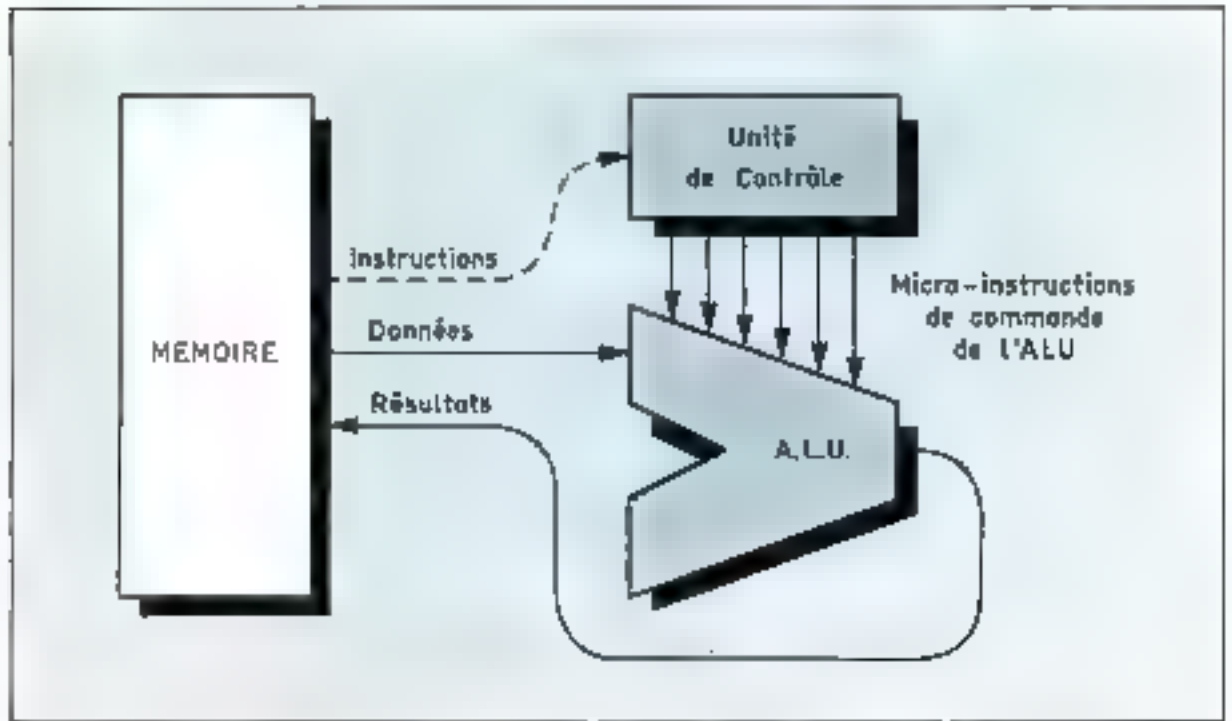 Unité
de Contrôle
Instructions
Micro-instructions
de commande
de l'ALU
Données
MEMOIRE
Résultats
A.L.U.